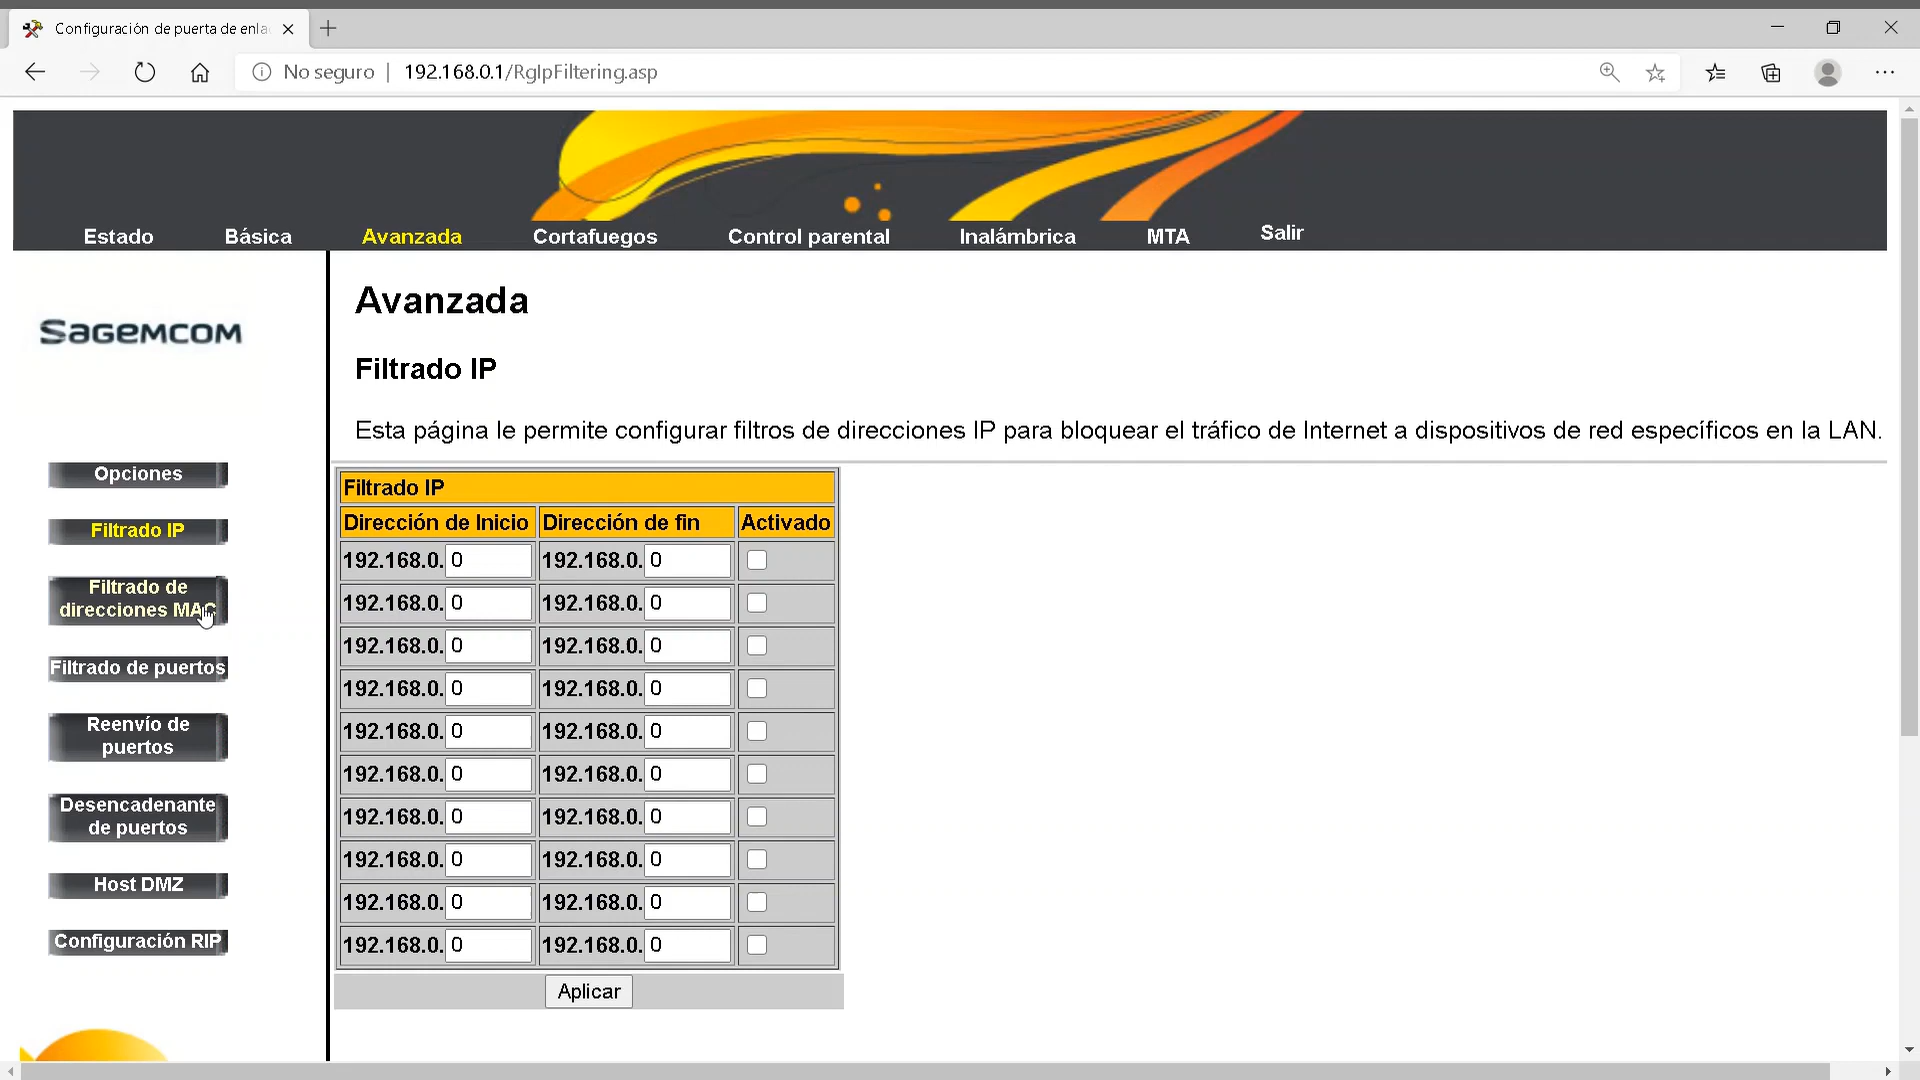 Configuración de puerta de enla
No seguro | 192.168.0.1/RgIpFiltering.asp
Estado Básica Avanzada Cortafuegos Control parental Inalámbrica MTA Salir
SAGEMCOM
Opciones
Filtrado IP
Filtrado de
direcciones MAC
Filtrado de puertos
Reenvío de
puertos
Desencadenante
de puertos
Host DMZ
Configuración RIP
Avanzada
Filtrado IP
Esta página le permite configurar filtros de direcciones IP para bloquear el tráfico de Internet a dispositivos de red específicos en la LAN.
Filtrado IP
Dirección de Inicio Dirección de fin Activado
192.168.0. 0 192.168.0. 0
192.168.0. 0 192.168.0. 0
192.168.0. 0 192.168.0. 0
192.168.0. 0 192.168.0. 0
192.168.0. 0 192.168.0. 0
192.168.0. 0 192.168.0. 0
192.168.0. 0 192.168.0. 0
192.168.0. 0 192.168.0. 0
192.168.0. 0 192.168.0. 0
192.168.0. 0 192.168.0. 0
Aplicar